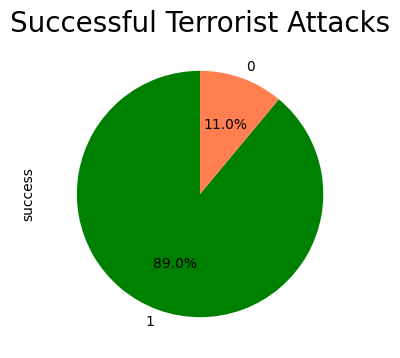 Successful Terrorist Attacks
0
11.0%
success
89.0%
1